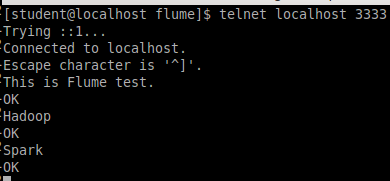 [student@localhost flume]$ telnet localhost 3333
Trying ::1...
Connected to localhost.
Escape character is '^]'.
This is Flume test.
OK
Hadoop
OK
Spark
OK